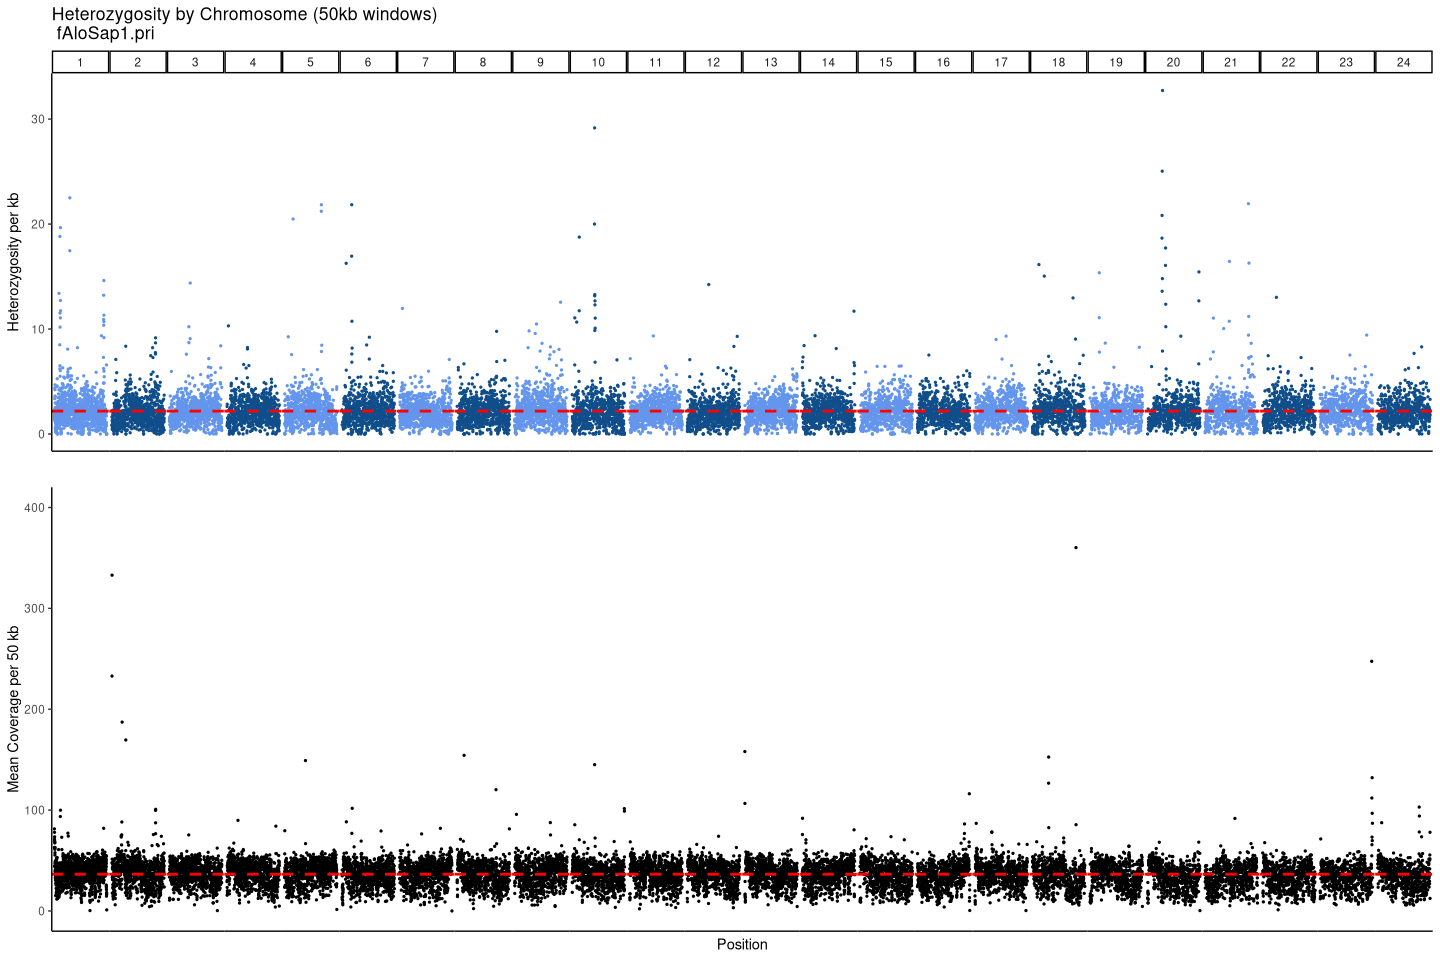 Heterozygosity by Chromosome (50kb windows)
fAloSap1.pri
1 2 3 4 5 6 7 8 9 10 11 12 13 14 15 16 17 18 19 20 21 22 23 24
Heterozygosity per kb
30
20
10
0
Mean Coverage per 50 kb
400
300
200
100
0
Position